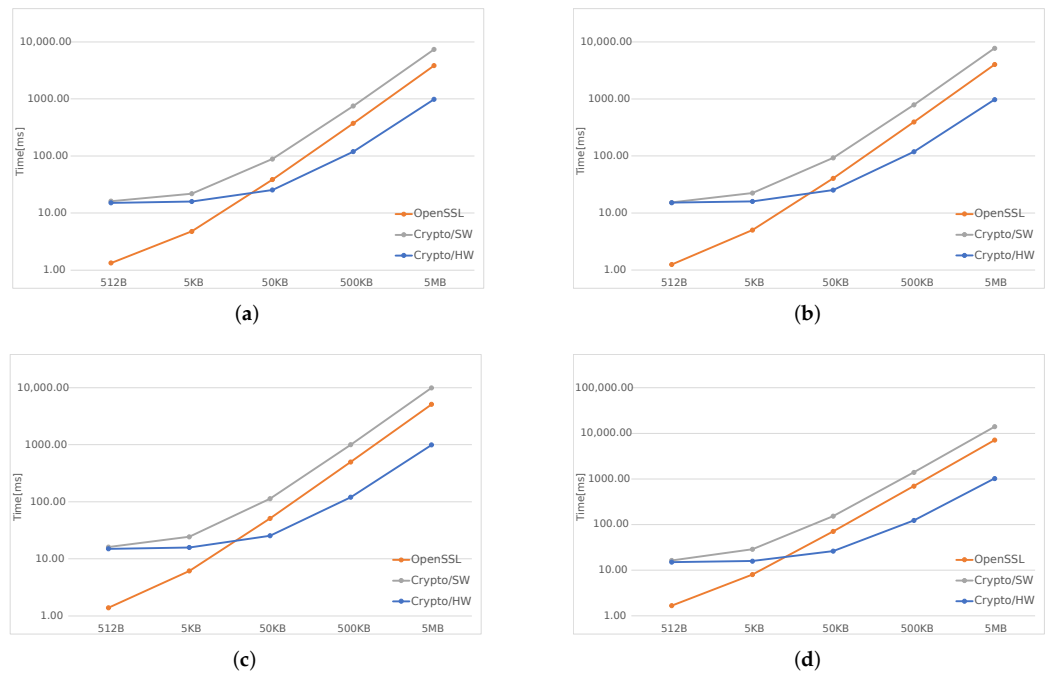 10,000.00
1000.00
100.00
10.00
1.00
Time[ms]
512B 5KB 50KB 500KB 5MB
OpenSSL
Crypto/SW
Crypto/HW
(a)
10,000.00
1000.00
100.00
10.00
1.00
Time[ms]
512B 5KB 50KB 500KB 5MB
OpenSSL
Crypto/SW
Crypto/HW
(b)
10,000.00
1000.00
100.00
10.00
1.00
Time[ms]
512B 5KB 50KB 500KB 5MB
OpenSSL
Crypto/SW
Crypto/HW
(c)
100,000.00
10,000.00
1000.00
100.00
10.00
1.00
Time[ms]
512B 5KB 50KB 500KB 5MB
OpenSSL
Crypto/SW
Crypto/HW
(d)